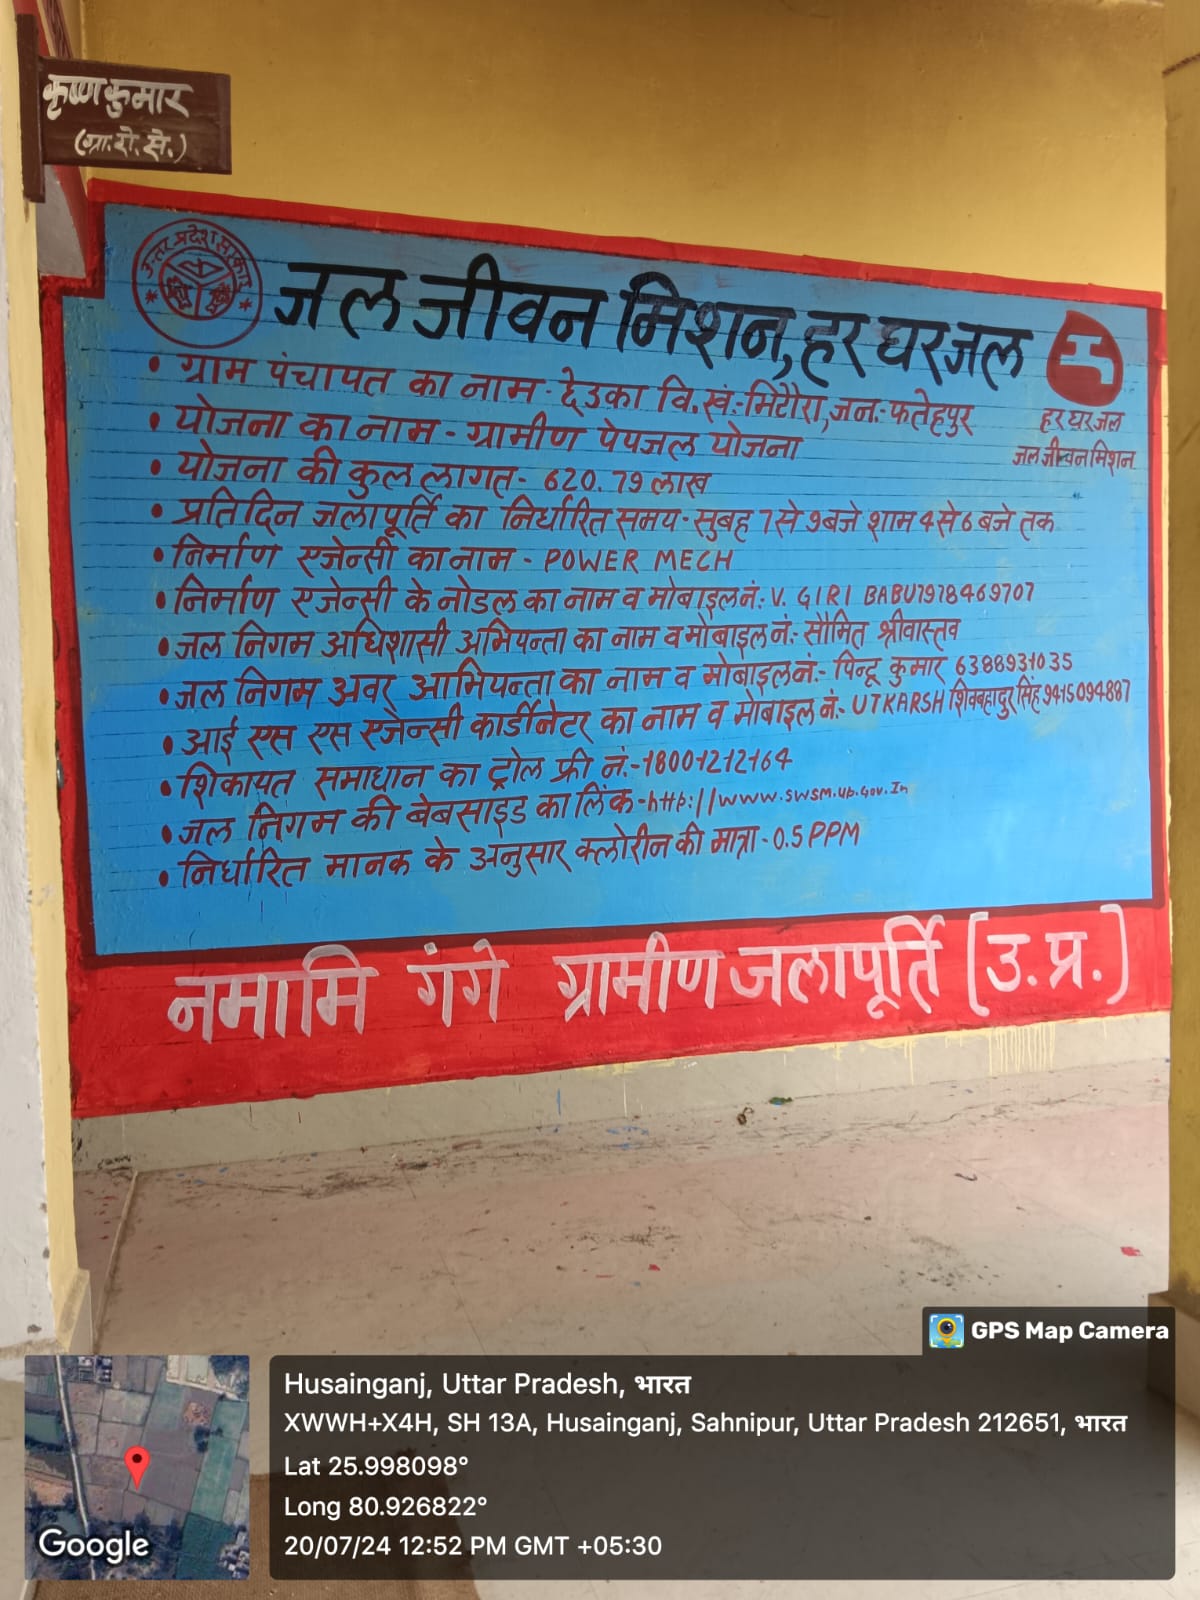 कृष्ण कुमार
(ग्रा.रो.से.)
उत्तर प्रदेश सरकार
जल जीवन मिशन, हर घर जल
• ग्राम पंचायत का नाम - देउका वि.खं:- भिटौरा, जन:- फतेहपुर
हर घर जल
जल जीवन मिशन
• योजना का नाम - ग्रामीण पेयजल योजना
• योजना की कुल लागत - 620.79 लाख
• प्रतिदिन जलापूर्ति का निर्धारित समय - सुबह 7 से 9 बजे शाम 4 से 6 बजे तक
• निर्माण एजेन्सी का नाम - POWER MECH
• निर्माण एजेन्सी के नोडल का नाम व मोबाइल नं:- V. GIRI BABU 7978469707
• जल निगम अधिशासी अभियन्ता का नाम व मोबाइल नं:- सौमित श्रीवास्तव
• जल निगम अवर आभियन्ता का नाम व मोबाइल नं:- पिन्टू कुमार 6388931035
• आई एस एस एजेन्सी कार्डीनेटर का नाम व मोबाइल नं:- UTKARSH शिवबहादुर सिंह 9415094887
• शिकायत समाधान का ट्रोल फ्री नं.- 18001212164
• जल निगम की बेबसाइड का लिंक - http://www.swsm.up.gov.In
• निर्धारित मानक के अनुसार क्लोरीन की मात्रा - 0.5 PPM
नमामि गंगे ग्रामीण जलापूर्ति (उ.प्र.)
GPS Map Camera
Husainganj, Uttar Pradesh, भारत
XWWH+X4H, SH 13A, Husainganj, Sahnipur, Uttar Pradesh 212651, भारत
Lat 25.998098°
Long 80.926822°
20/07/24 12:52 PM GMT +05:30
Google